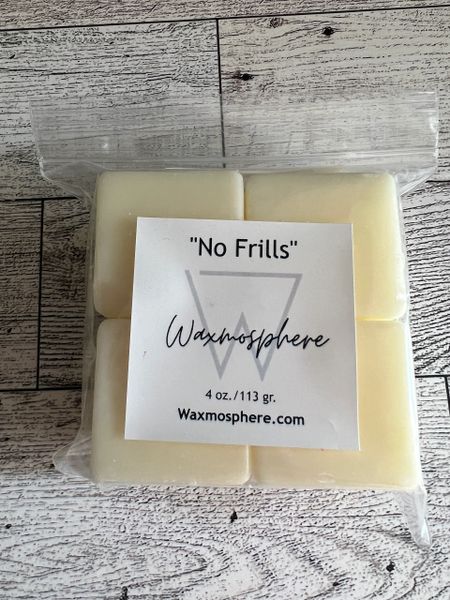 "No Frills"
Waxmosphere
4 oz./113 gr.
Waxmosphere.com